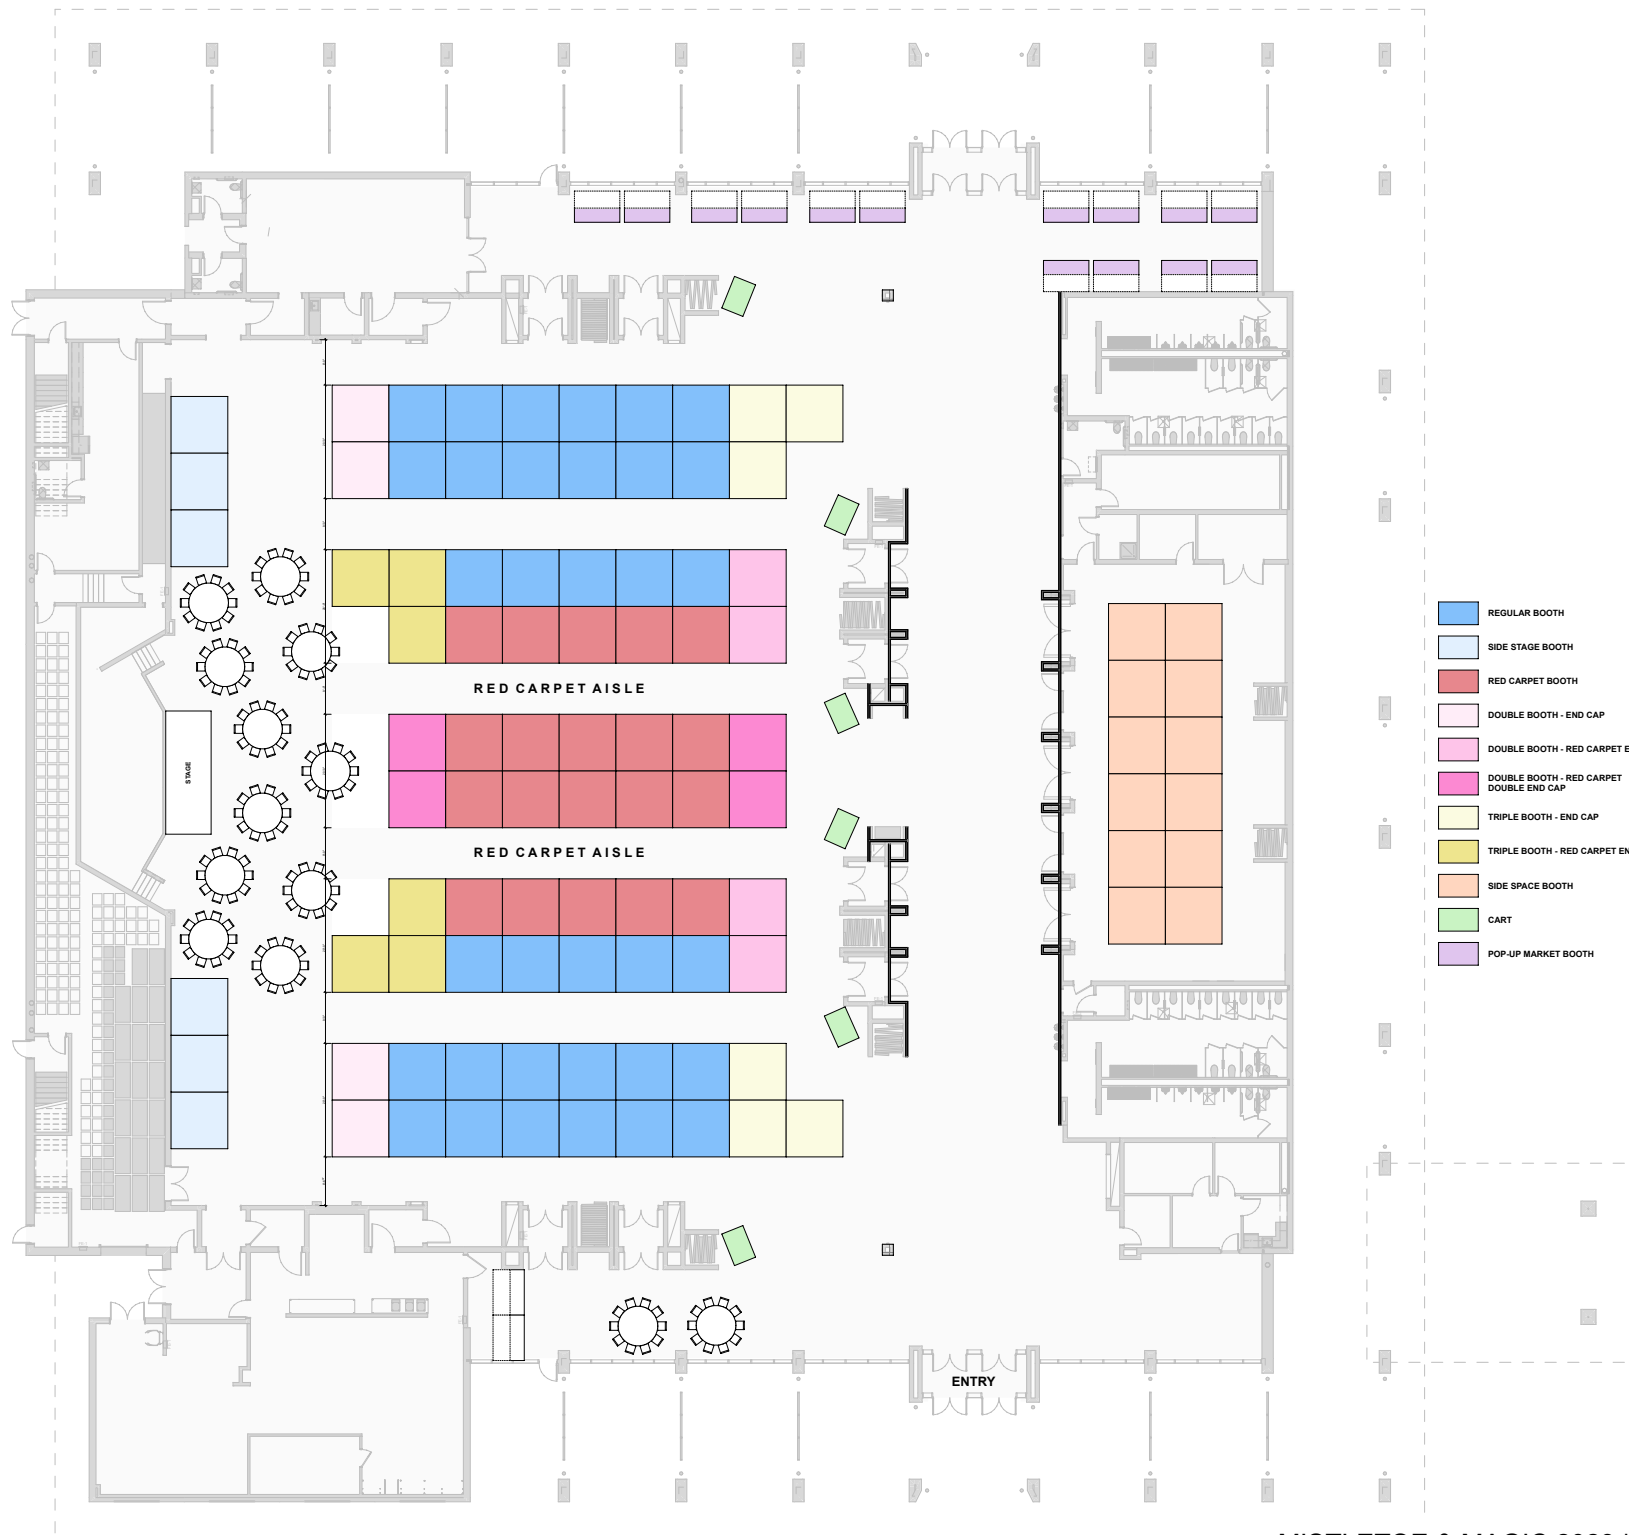 RED CARPET AISLE
STAGE
RED CARPET AISLE
ENTRY
REGULAR BOOTH
SIDE STAGE BOOTH
RED CARPET BOOTH
DOUBLE BOOTH - END CAP
DOUBLE BOOTH - RED CARPET E
DOUBLE BOOTH - RED CARPET
DOUBLE END CAP
TRIPLE BOOTH - END CAP
TRIPLE BOOTH - RED CARPET EN
SIDE SPACE BOOTH
CART
POP-UP MARKET BOOTH